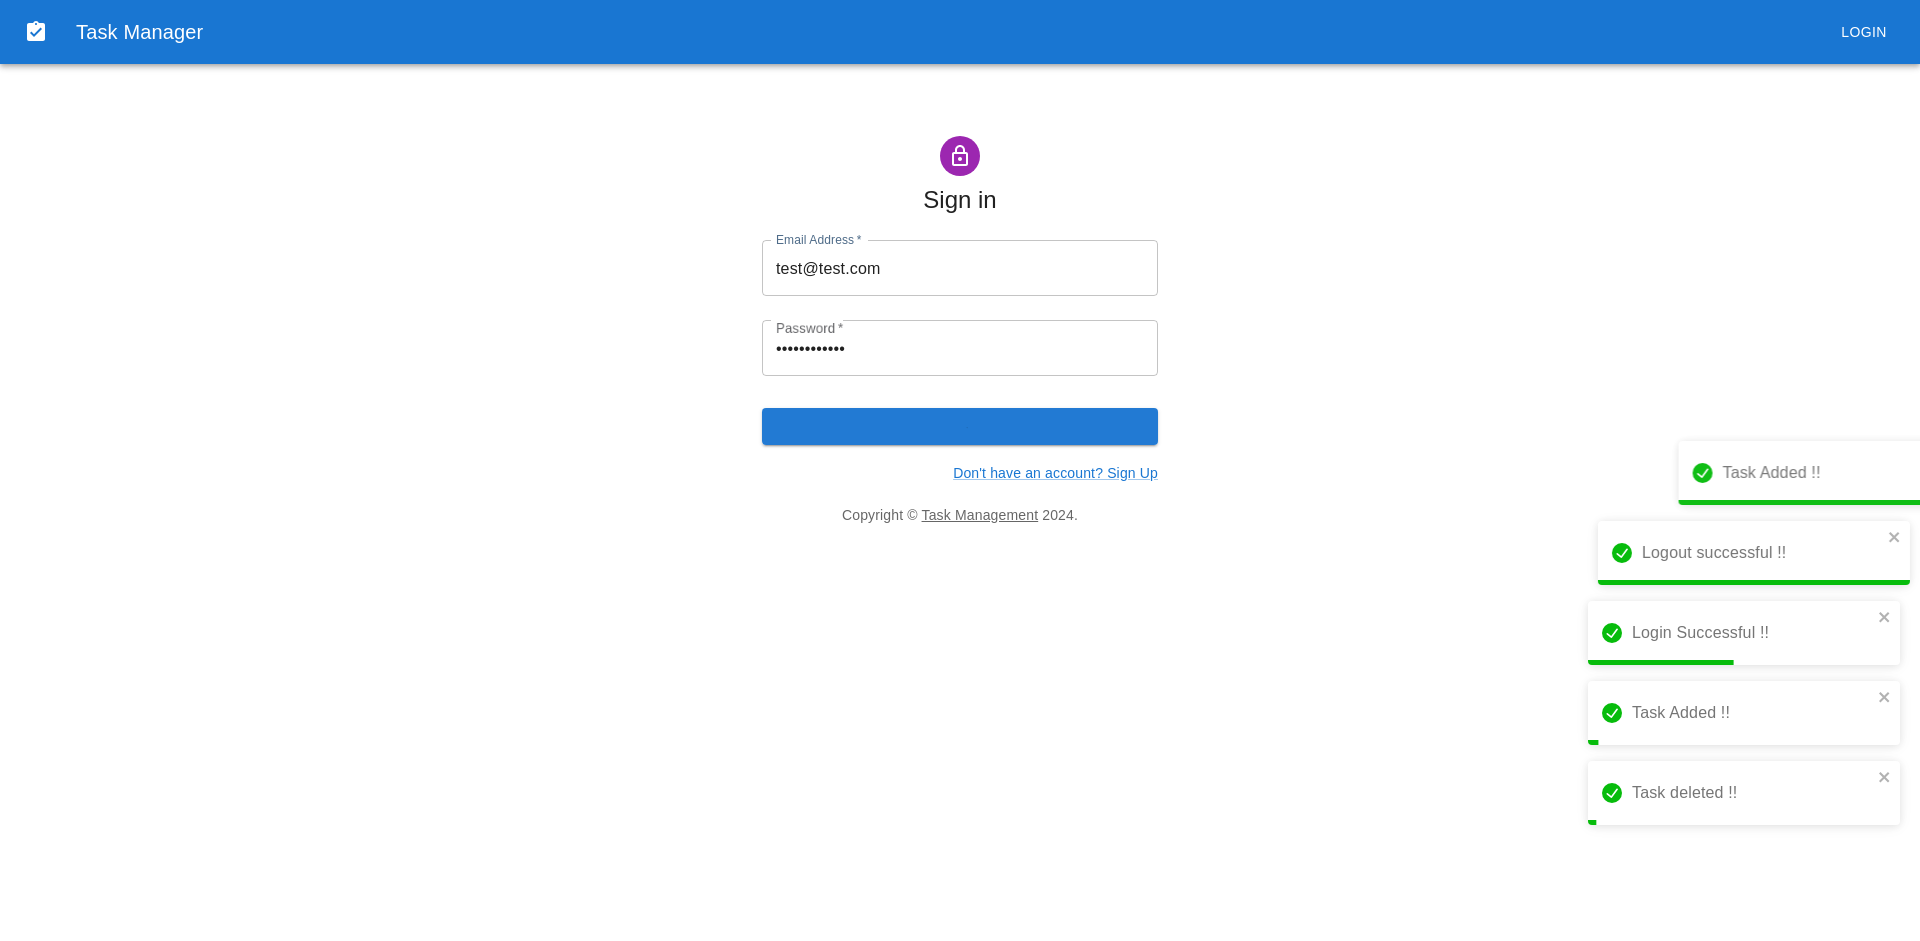 Task Manager
LOGIN
Sign in
Email Address *
test@test.com
Password *
••••••••••••
Don't have an account? Sign Up
Copyright © Task Management 2024.
Task Added !!
Logout successful !!
Login Successful !!
Task Added !!
Task deleted !!